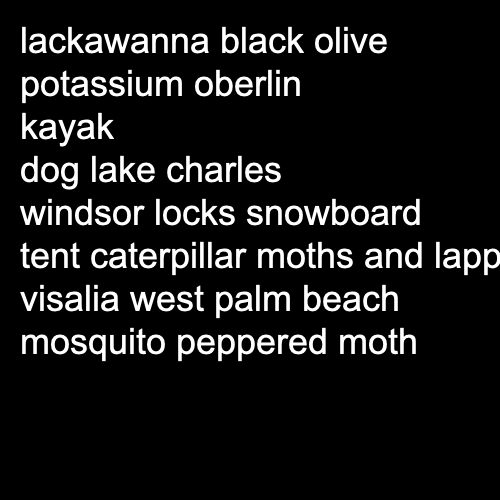 lackawanna black olive
potassium oberlin
kayak
dog lake charles
windsor locks snowboard
tent caterpillar moths and lapp
visalia west palm beach
mosquito peppered moth